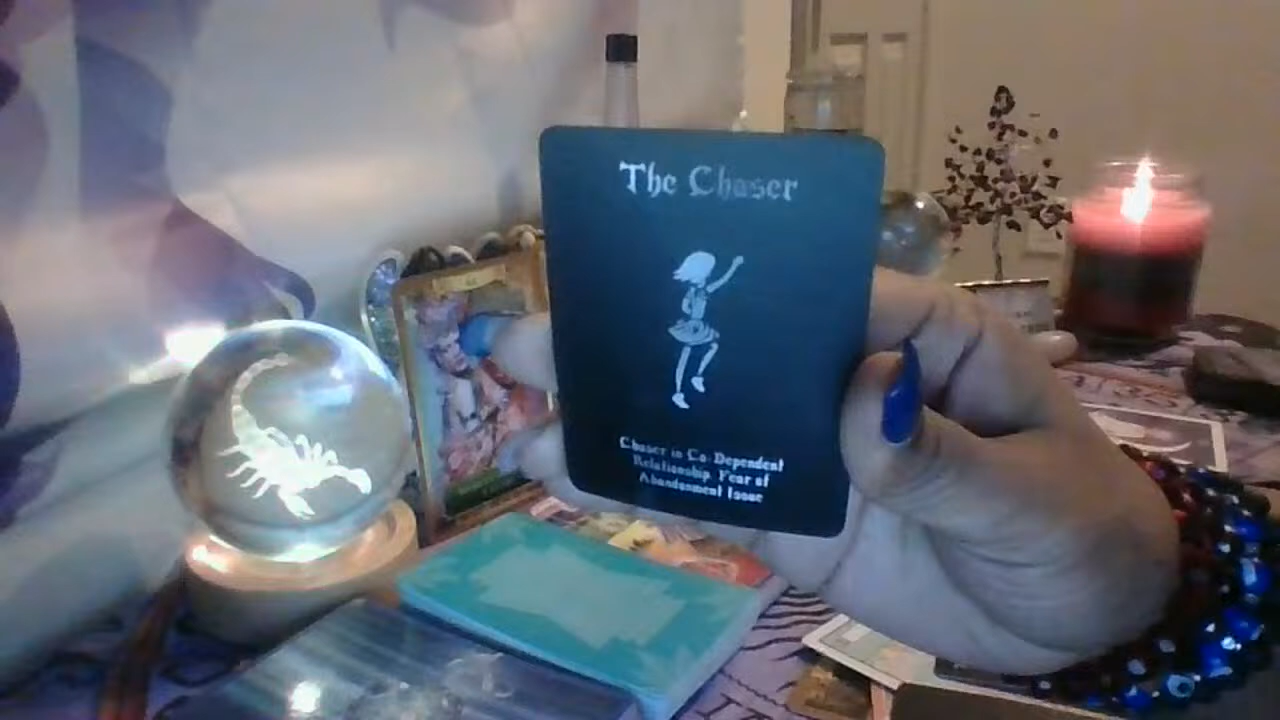 The Chaser
Chaser in Co-Dependent
Relationship. Fear of
Abandonment Issue